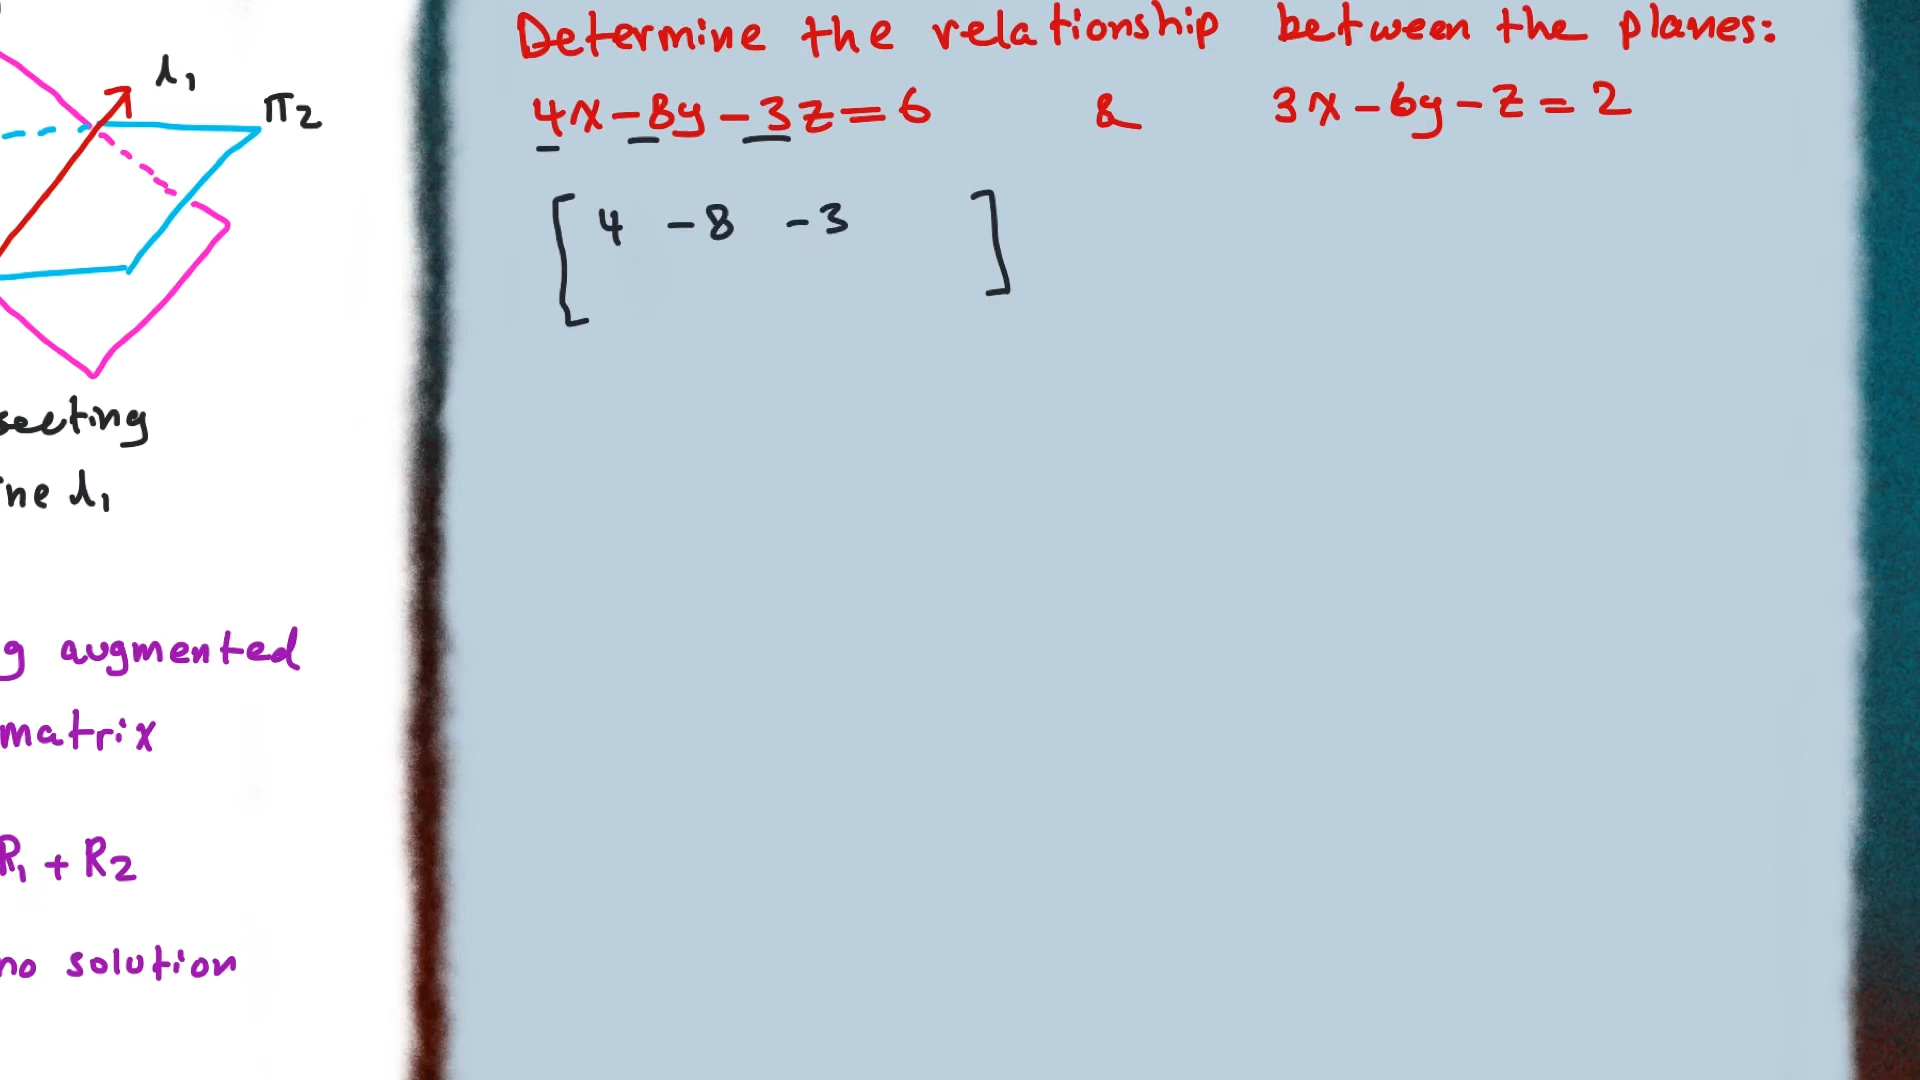 λ₁
π₂
secting
ne λ₁
g augmented
matrix
R₁ + R₂
no solution
Determine the relationship between the planes:
4x - 8y - 3z = 6 & 3x - 6y - z = 2
[ 4 -8 -3 ]